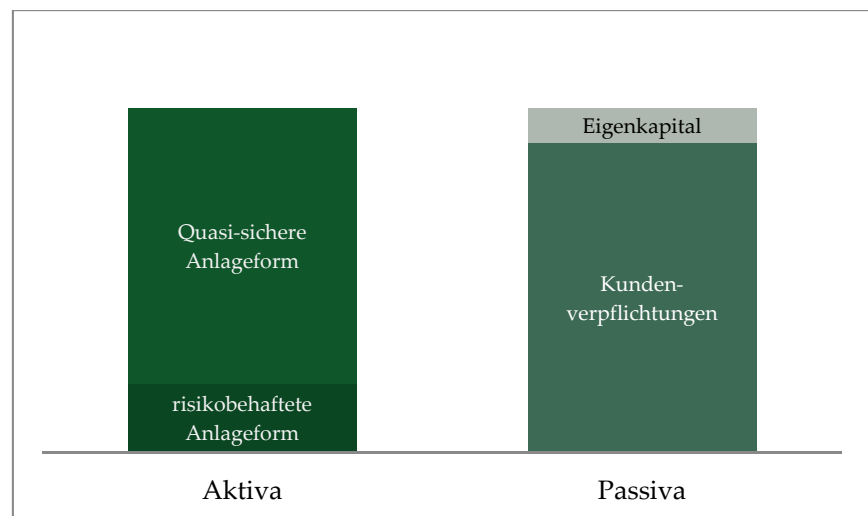 Quasi-sichere
Anlageform
risikobehaftete
Anlageform
Eigenkapital
Kunden-
verpflichtungen
Aktiva
Passiva